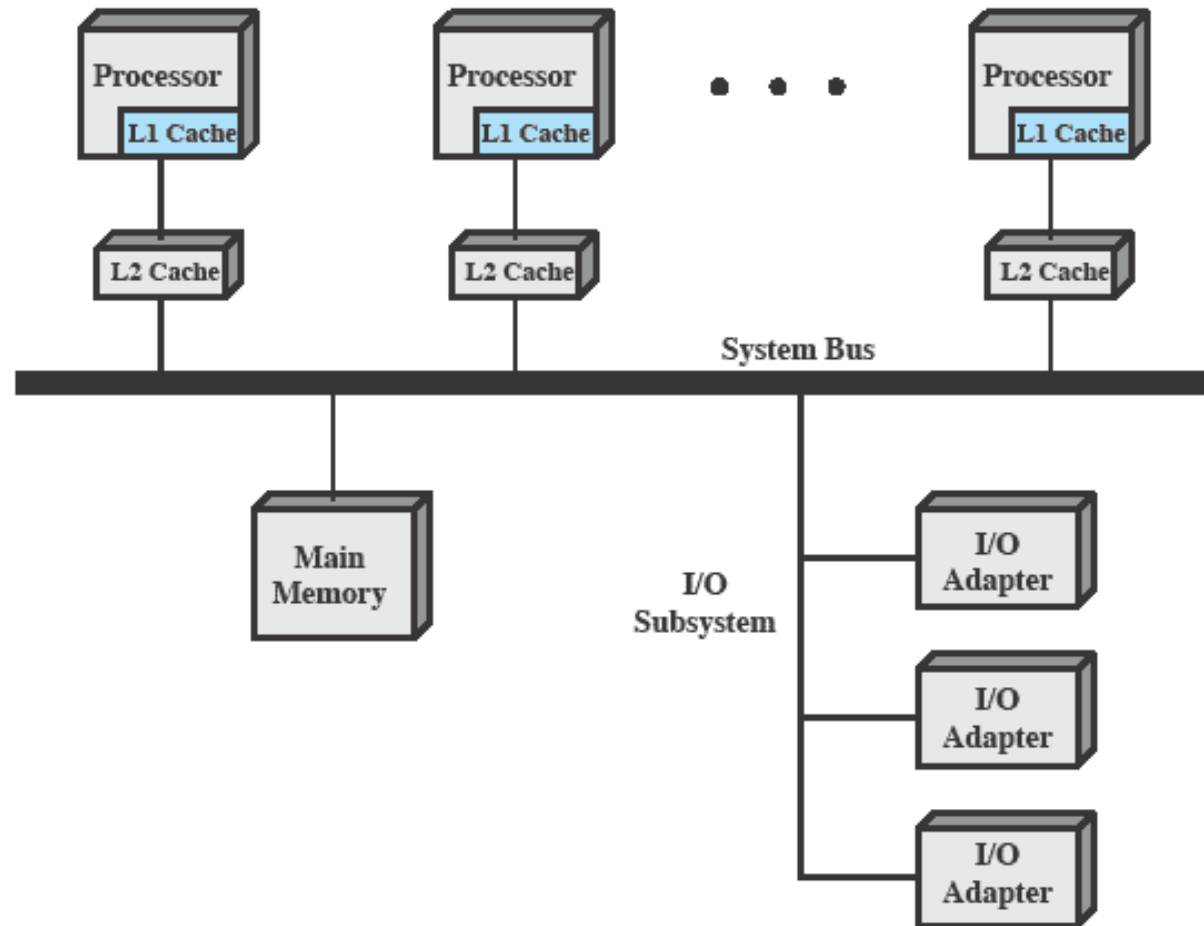 Processor
L1 Cache
Processor
L1 Cache
Processor
L1 Cache
L2 Cache
L2 Cache
L2 Cache
System Bus
Main
Memory
I/O
Subsystem
I/O
Adapter
I/O
Adapter
I/O
Adapter